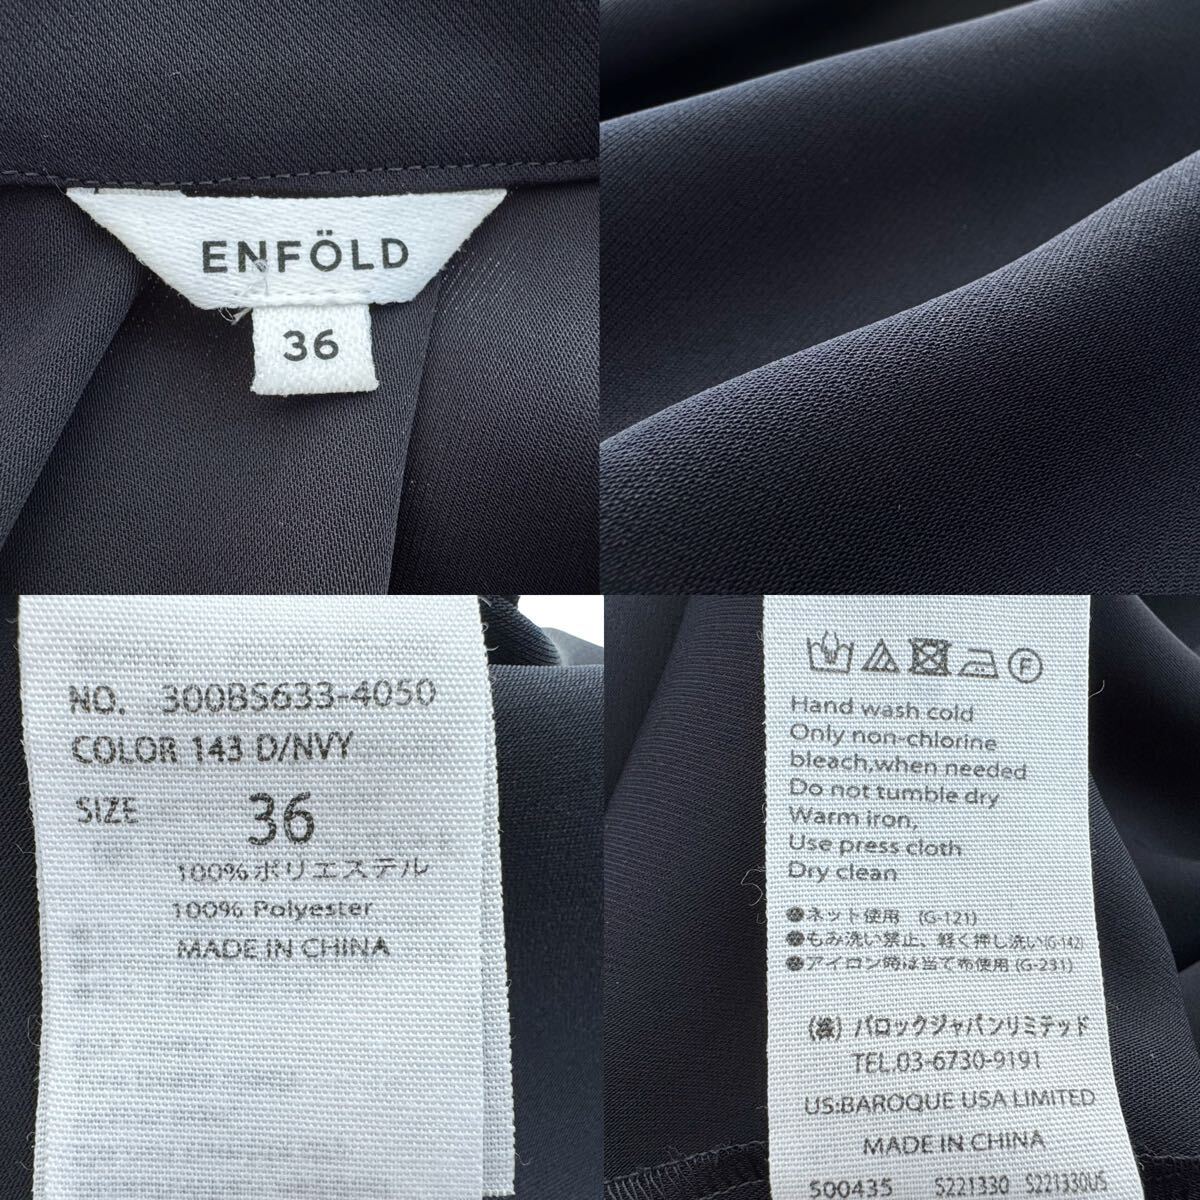 ENFÖLD
36
NO. 300BS633-4050
COLOR 143 D/NVY
SIZE 36
100%ポリエステル
100% Polyester
MADE IN CHINA
F
Hand wash cold
Only non-chlorine
bleach,when needed
Do not tumble dry
Warm iron,
Use press cloth
Dry clean
●ネット使用 (G-121)
●もみ洗い禁止、軽く押し洗い(G-142)
●アイロン時は当て布使用 (G-231)
(株) バロックジャパンリミテッド
TEL.03-6730-9191
US:BAROQUE USA LIMITED
MADE IN CHINA
500435 S221330 S221330US